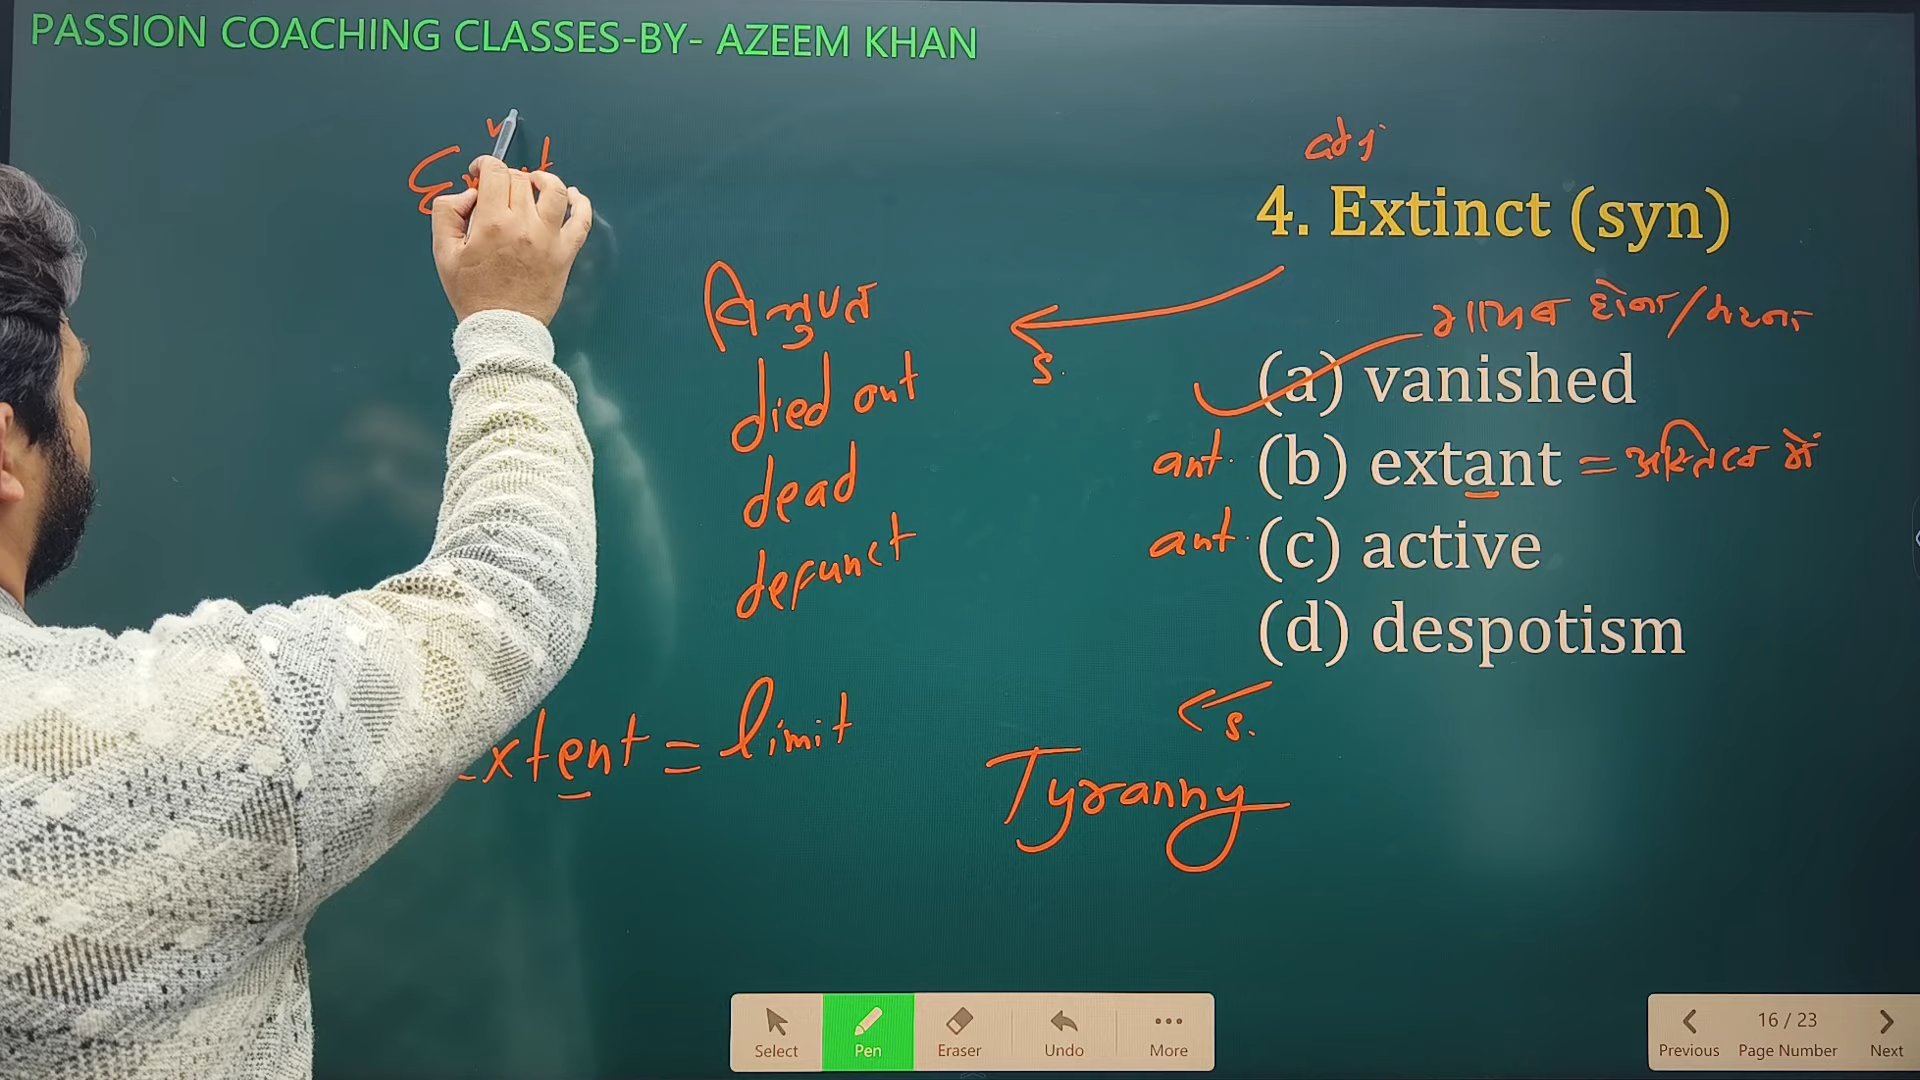 PASSION COACHING CLASSES-BY- AZEEM KHAN
adj
4. Extinct (syn)
विलुप्त
died out
dead
defunct
s.
गायब होना/मरना
(a) vanished
ant. (b) extant = अस्तित्व में
ant. (c) active
(d) despotism
s.
Tyranny
extent = limit
Select
Pen
Eraser
Undo
More
Previous
16 / 23
Page Number
Next